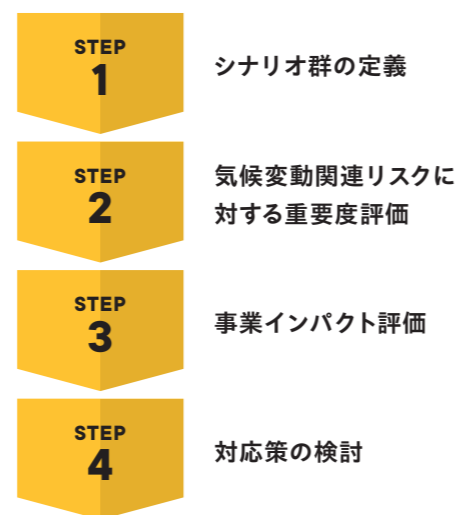 STEP
1
シナリオ群の定義
STEP
2
気候変動関連リスクに
対する重要度評価
STEP
3
事業インパクト評価
STEP
4
対応策の検討